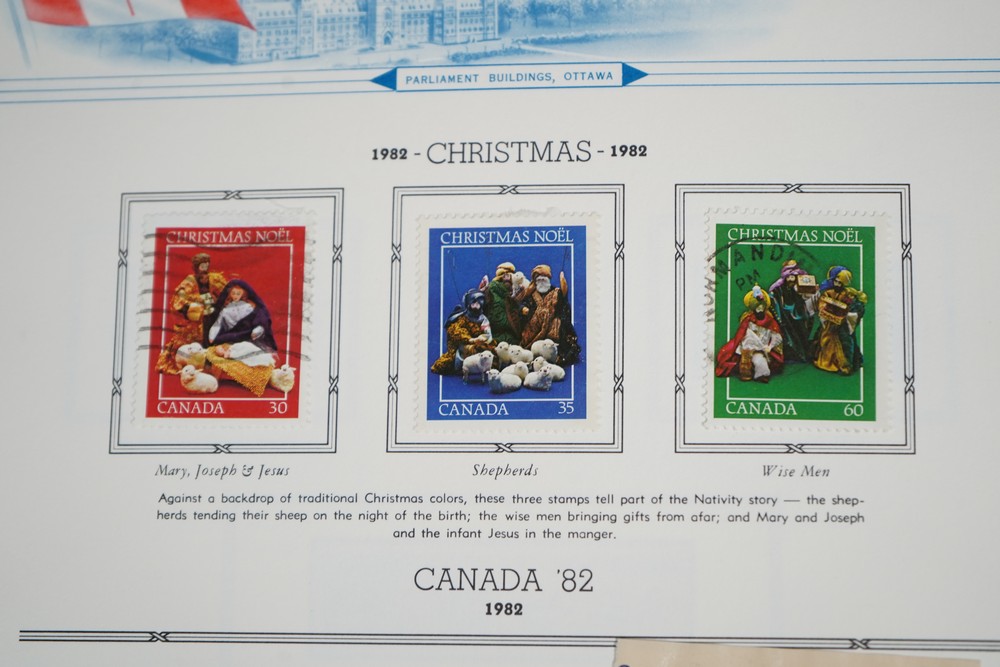 PARLIAMENT BUILDINGS, OTTAWA
1982 - CHRISTMAS - 1982
CHRISTMAS NOËL
CANADA 30
CHRISTMAS NOËL
CANADA 35
CHRISTMAS NOËL
NORMAND
PM
CANADA 60
Mary, Joseph & Jesus
Shepherds
Wise Men
Against a backdrop of traditional Christmas colors, these three stamps tell part of the Nativity story — the shep-
herds tending their sheep on the night of the birth; the wise men bringing gifts from afar; and Mary and Joseph
and the infant Jesus in the manger.
CANADA '82
1982